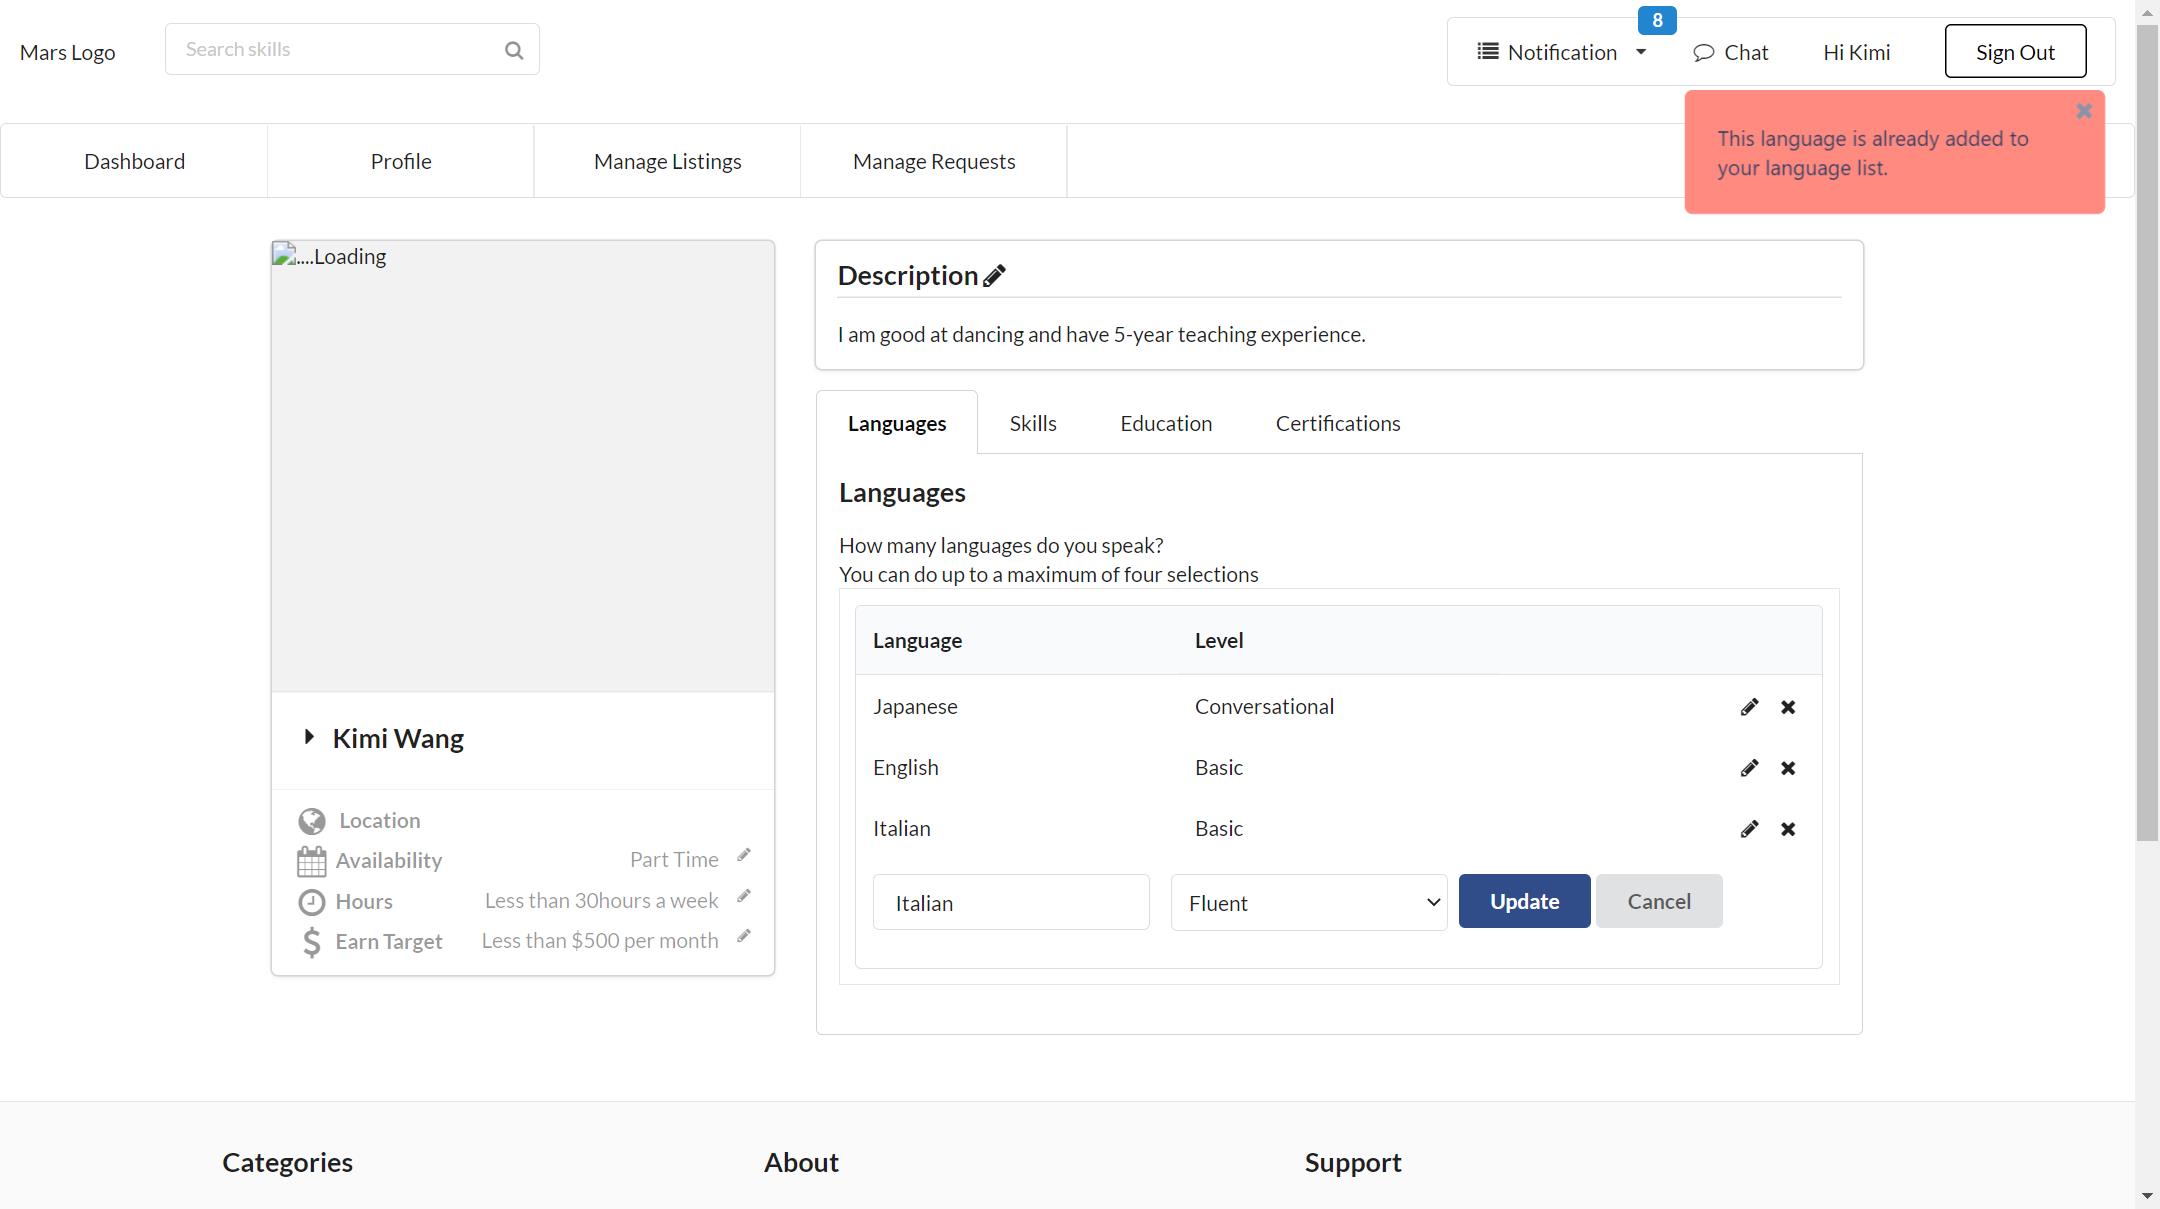 Mars Logo
Search skills
8
Notification
Chat
Hi Kimi
Sign Out
This language is already added to
your language list.
Dashboard
Profile
Manage Listings
Manage Requests
....Loading
Kimi Wang
Location
Availability Part Time
Hours Less than 30hours a week
Earn Target Less than $500 per month
Description
I am good at dancing and have 5-year teaching experience.
Languages
Skills
Education
Certifications
Languages
How many languages do you speak?
You can do up to a maximum of four selections
Language Level
Japanese Conversational
English Basic
Italian Basic
Italian Fluent Update Cancel
Categories
About
Support